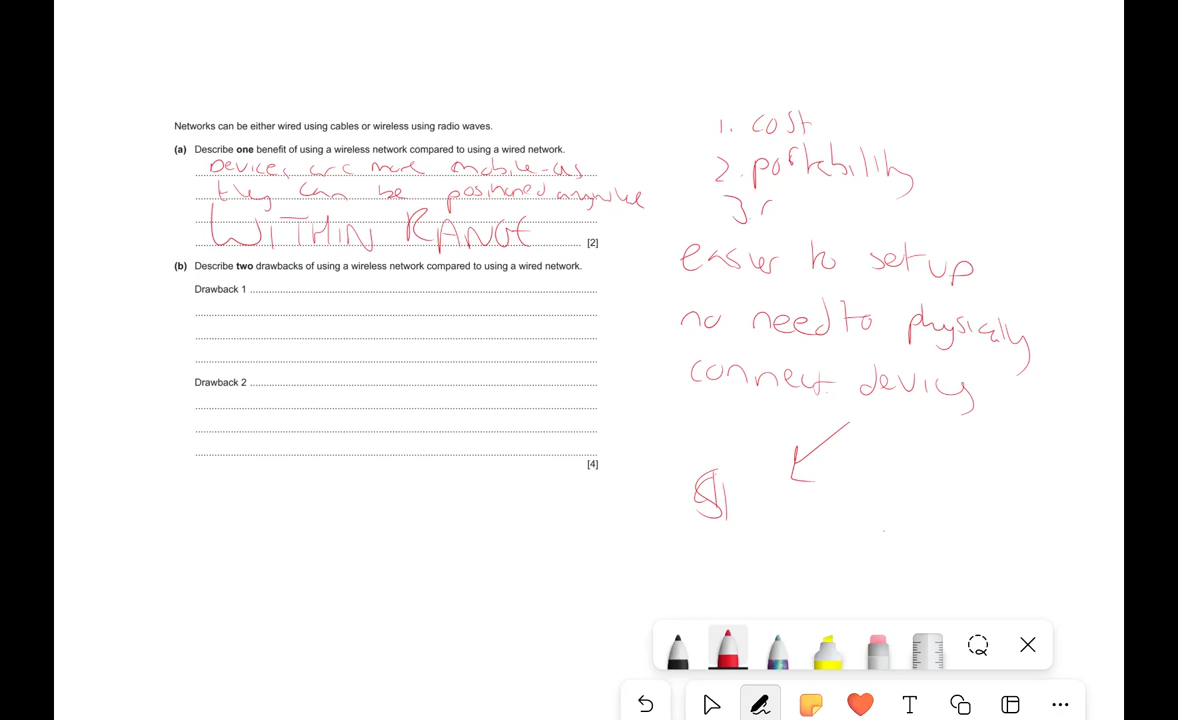 Networks can be either wired using cables or wireless using radio waves.
(a) Describe one benefit of using a wireless network compared to using a wired network.
Devices are more mobile as
they can be positioned anywhere
WITHIN RANGE
[2]
(b) Describe two drawbacks of using a wireless network compared to using a wired network.
Drawback 1
Drawback 2
[4]
1. cost
2. portability
3. r
easier to set up
no need to physically
connect devices
$
T